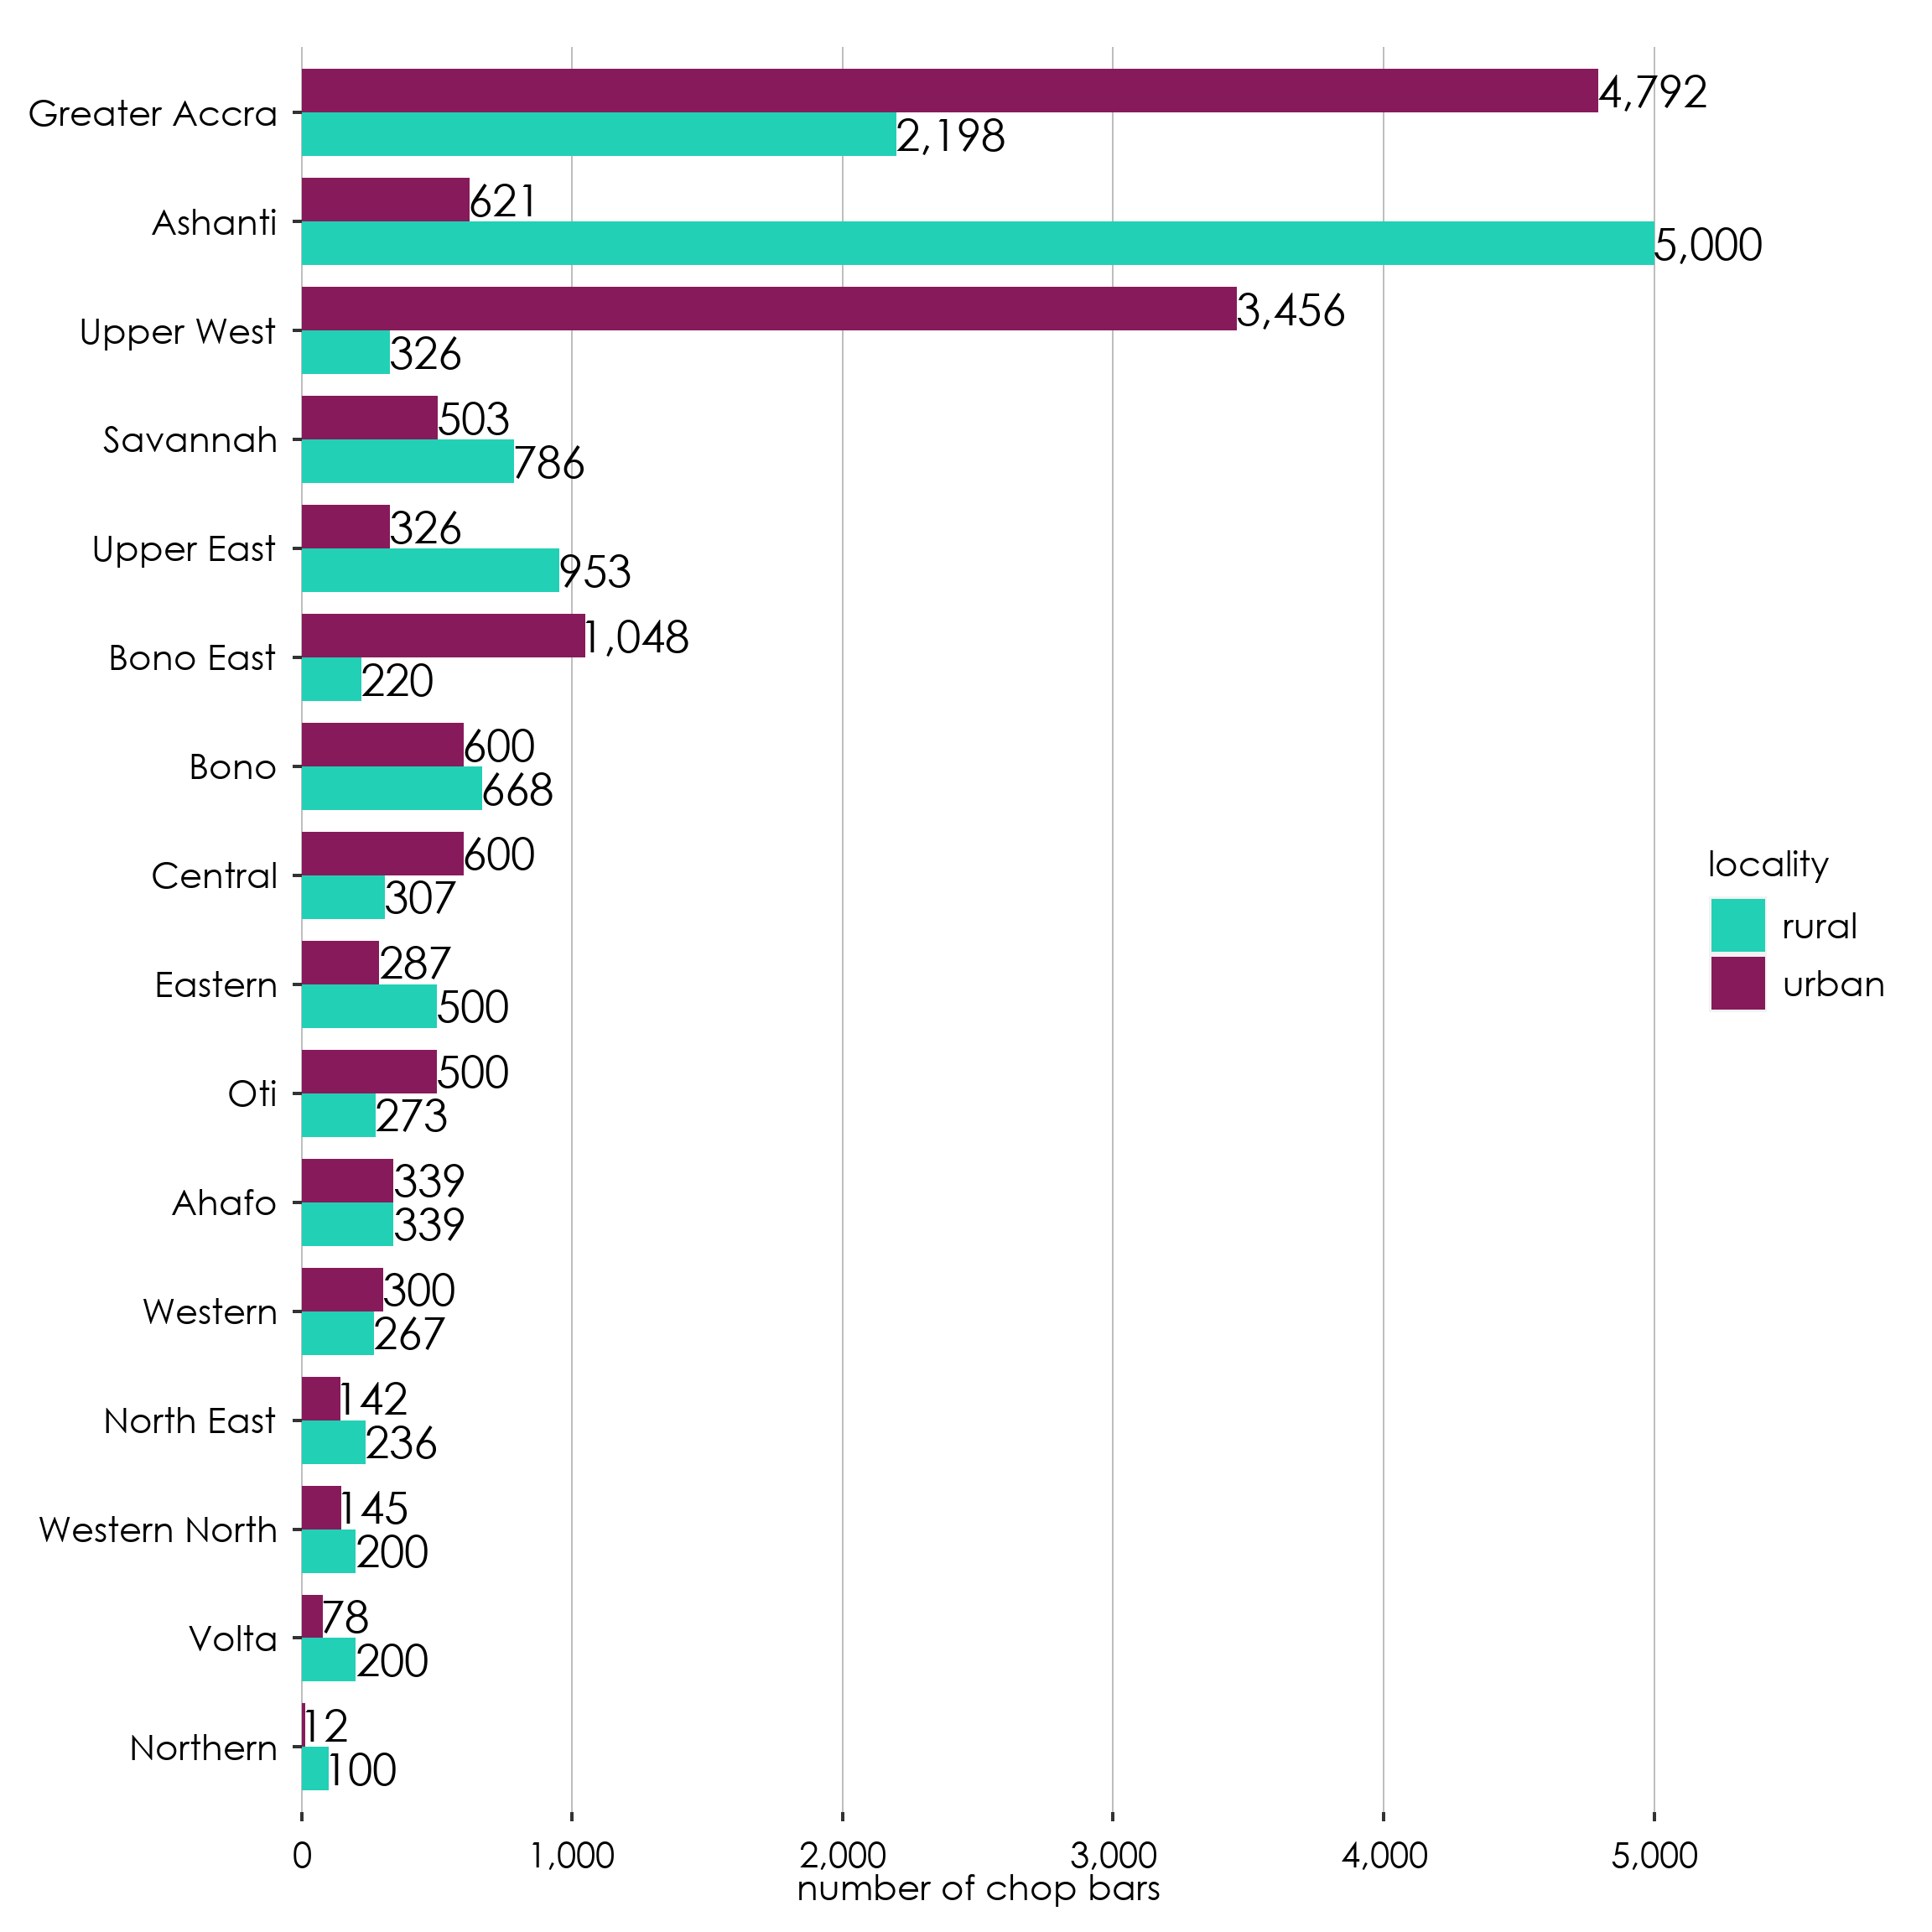 Greater Accra
4,792
2,198
Ashanti
621
5,000
Upper West
3,456
326
Savannah
503
786
Upper East
326
953
Bono East
1,048
220
Bono
600
668
Central
600
307
Eastern
287
500
Oti
500
273
Ahafo
339
339
Western
300
267
North East
142
236
Western North
145
200
Volta
78
200
Northern
12
100
locality
rural
urban
0 1,000 2,000 3,000 4,000 5,000
number of chop bars